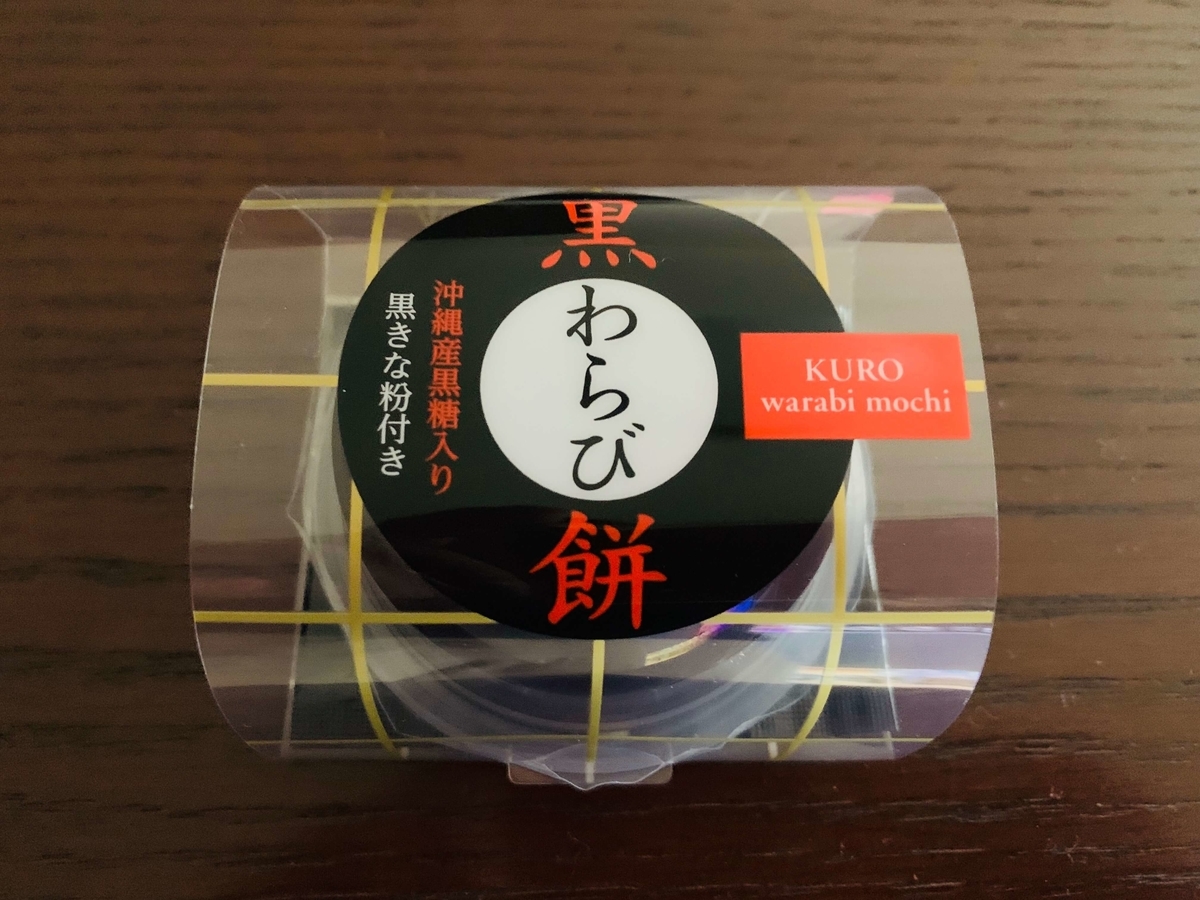 黒
わらび
餅
沖縄産黒糖入り
黒きな粉付き
KURO
warabi mochi